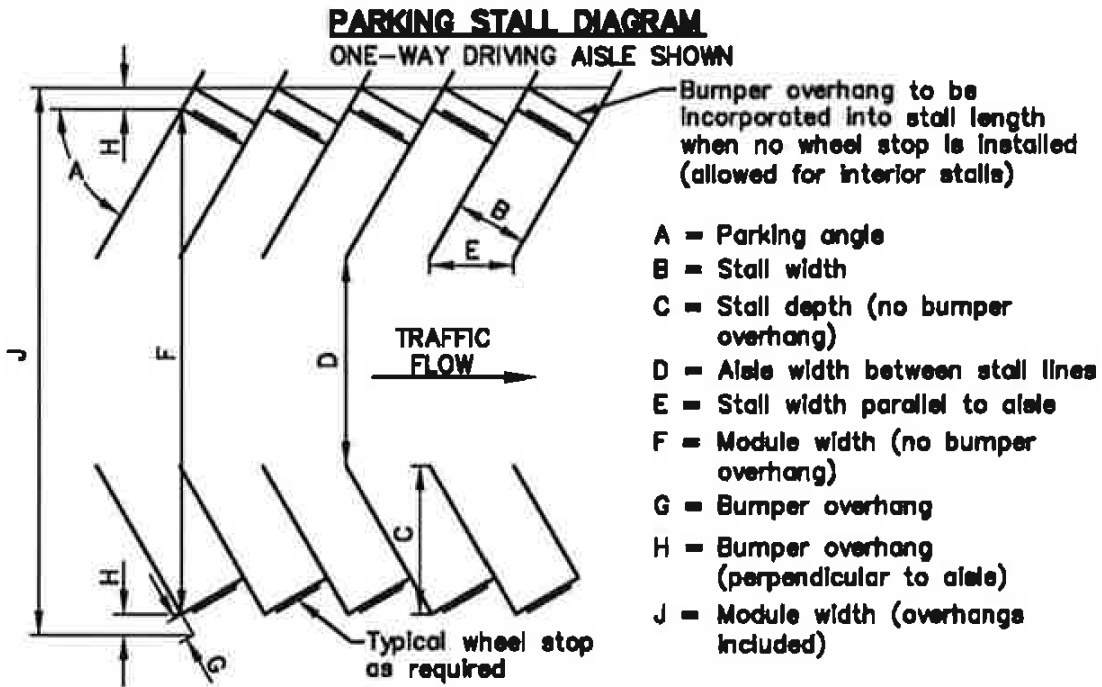 PARKING STALL DIAGRAM
ONE-WAY DRIVING AISLE SHOWN
Bumper overhang to be
incorporated into stall length
when no wheel stop is installed
(allowed for interior stalls)
H
A
B
E
J
F
D
TRAFFIC
FLOW
C
H
G
Typical wheel stop
as required
A = Parking angle
B = Stall width
C = Stall depth (no bumper
overhang)
D = Aisle width between stall lines
E = Stall width parallel to aisle
F = Module width (no bumper
overhang)
G = Bumper overhang
H = Bumper overhang
(perpendicular to aisle)
J = Module width (overhangs
included)